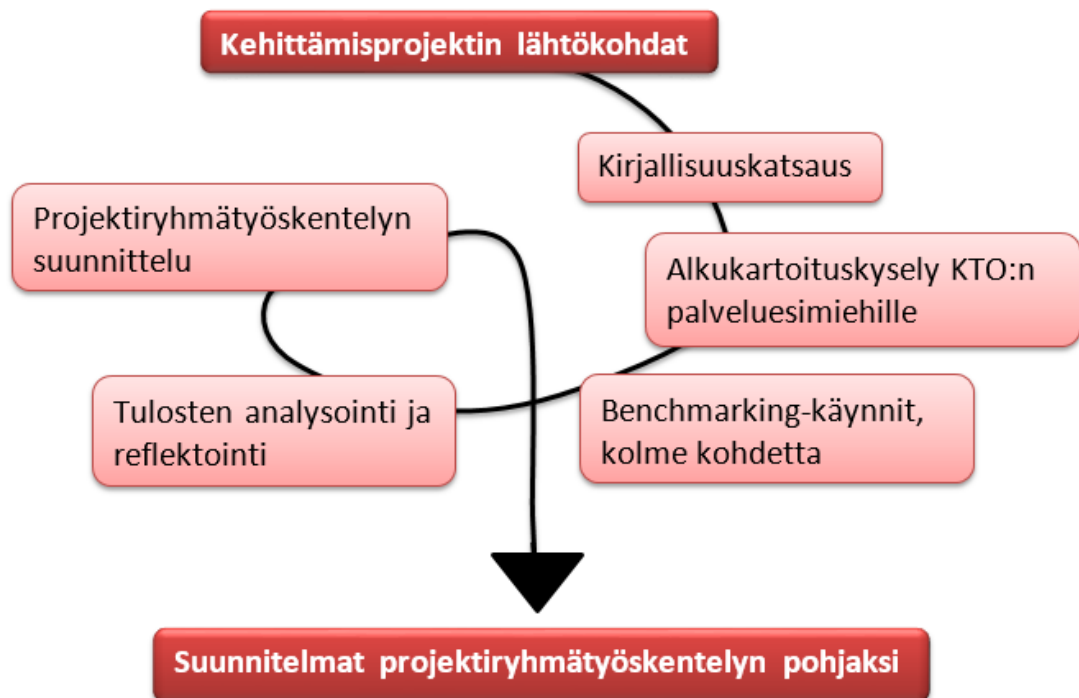 Kehittämisprojektin lähtökohdat
Kirjallisuuskatsaus
Alkukartoituskysely KTO:n
palveluesimiehille
Benchmarking-käynnit,
kolme kohdetta
Tulosten analysointi ja
reflektointi
Projektiryhmätyöskentelyn
suunnittelu
Suunnitelmat projektiryhmätyöskentelyn pohjaksi